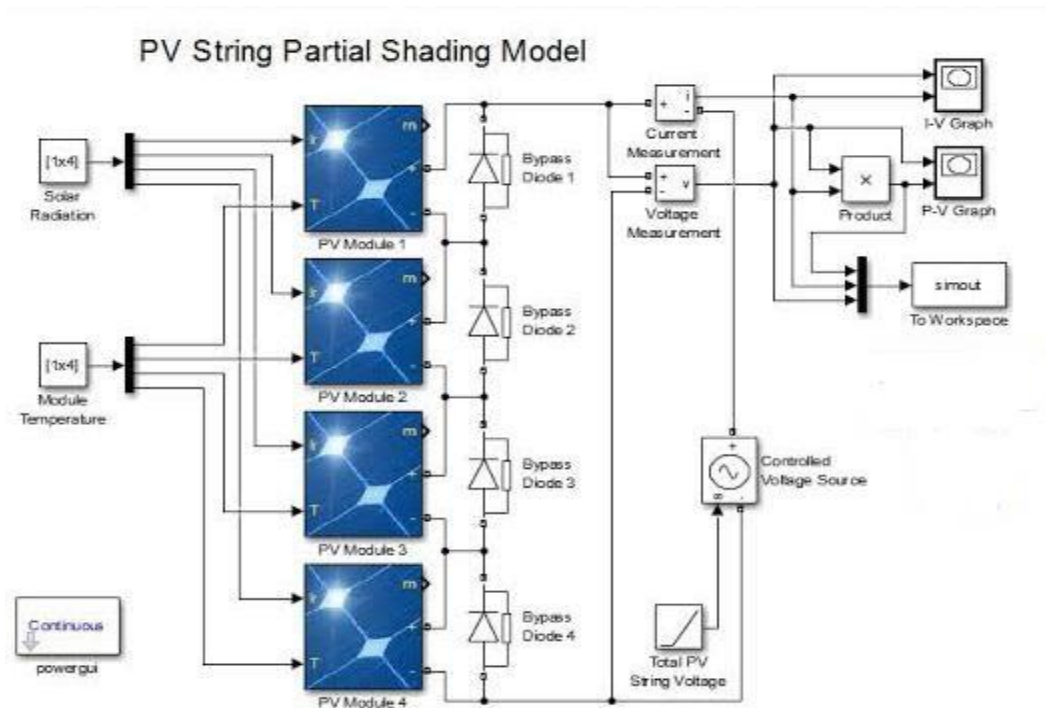 PV String Partial Shading Model
[1x4]
Solar
Radiation
Ir
T
m
+
-
PV Module 1
Bypass
Diode 1
Ir
T
m
+
-
PV Module 2
Bypass
Diode 2
[1x4]
Module
Temperature
Ir
T
m
+
-
PV Module 3
Bypass
Diode 3
Ir
T
m
+
-
PV Module 4
Bypass
Diode 4
+
i
-
Current
Measurement
+
-
v
Voltage
Measurement
I-V Graph
×
Product
P-V Graph
simout
To Workspace
+
-
Controlled
Voltage Source
Total PV
String Voltage
Continuous
powergui